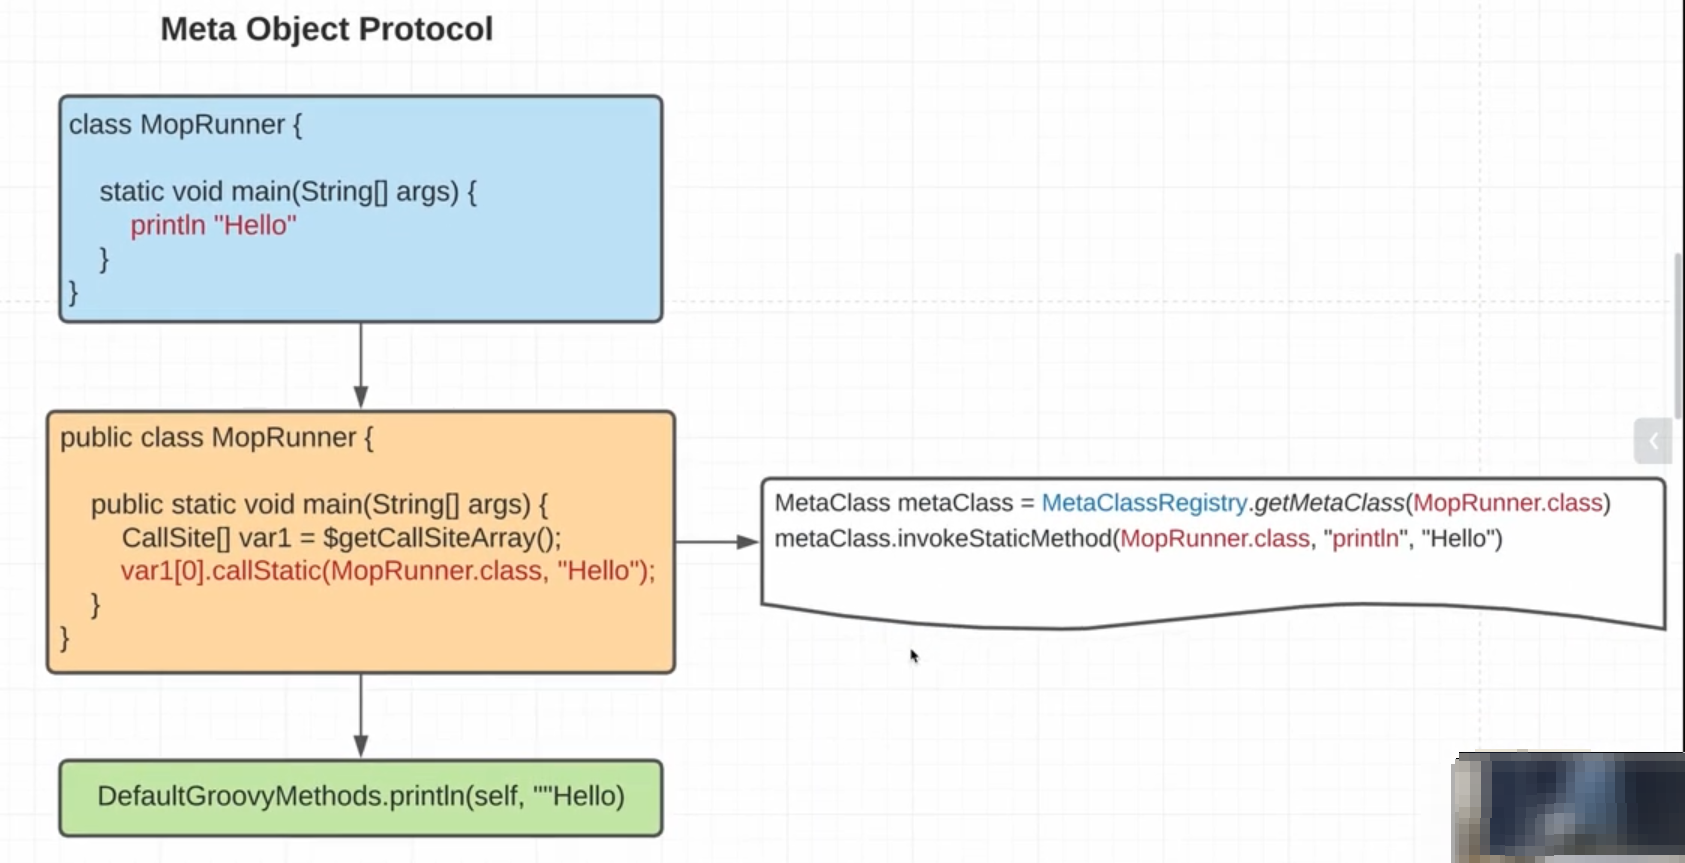 Meta Object Protocol
class MopRunner {
static void main(String[] args) {
println "Hello"
}
}
public class MopRunner {
public static void main(String[] args) {
CallSite[] var1 = $getCallSiteArray();
var1[0].callStatic(MopRunner.class, "Hello");
}
}
MetaClass metaClass = MetaClassRegistry.getMetaClass(MopRunner.class)
metaClass.invokeStaticMethod(MopRunner.class, "println", "Hello")
DefaultGroovyMethods.println(self, ""Hello)